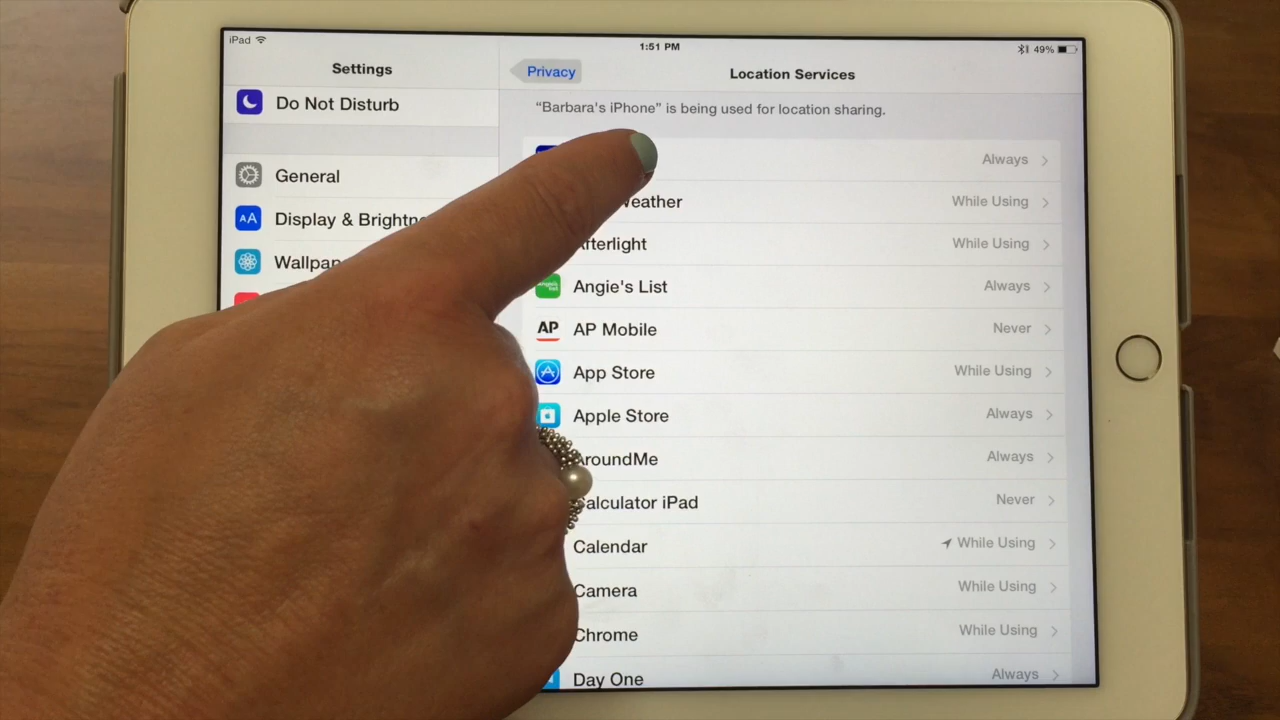 iPad
1:51 PM
49%
Settings
Privacy
Location Services
Do Not Disturb
“Barbara's iPhone” is being used for location sharing.
Always
General
While Using
Display &
Afterlight While Using
Angie's List Always
AP AP Mobile Never
App Store While Using
Apple Store Always
AroundMe Always
Calculator iPad Never
Calendar While Using
Camera While Using
Chrome While Using
Day One Always